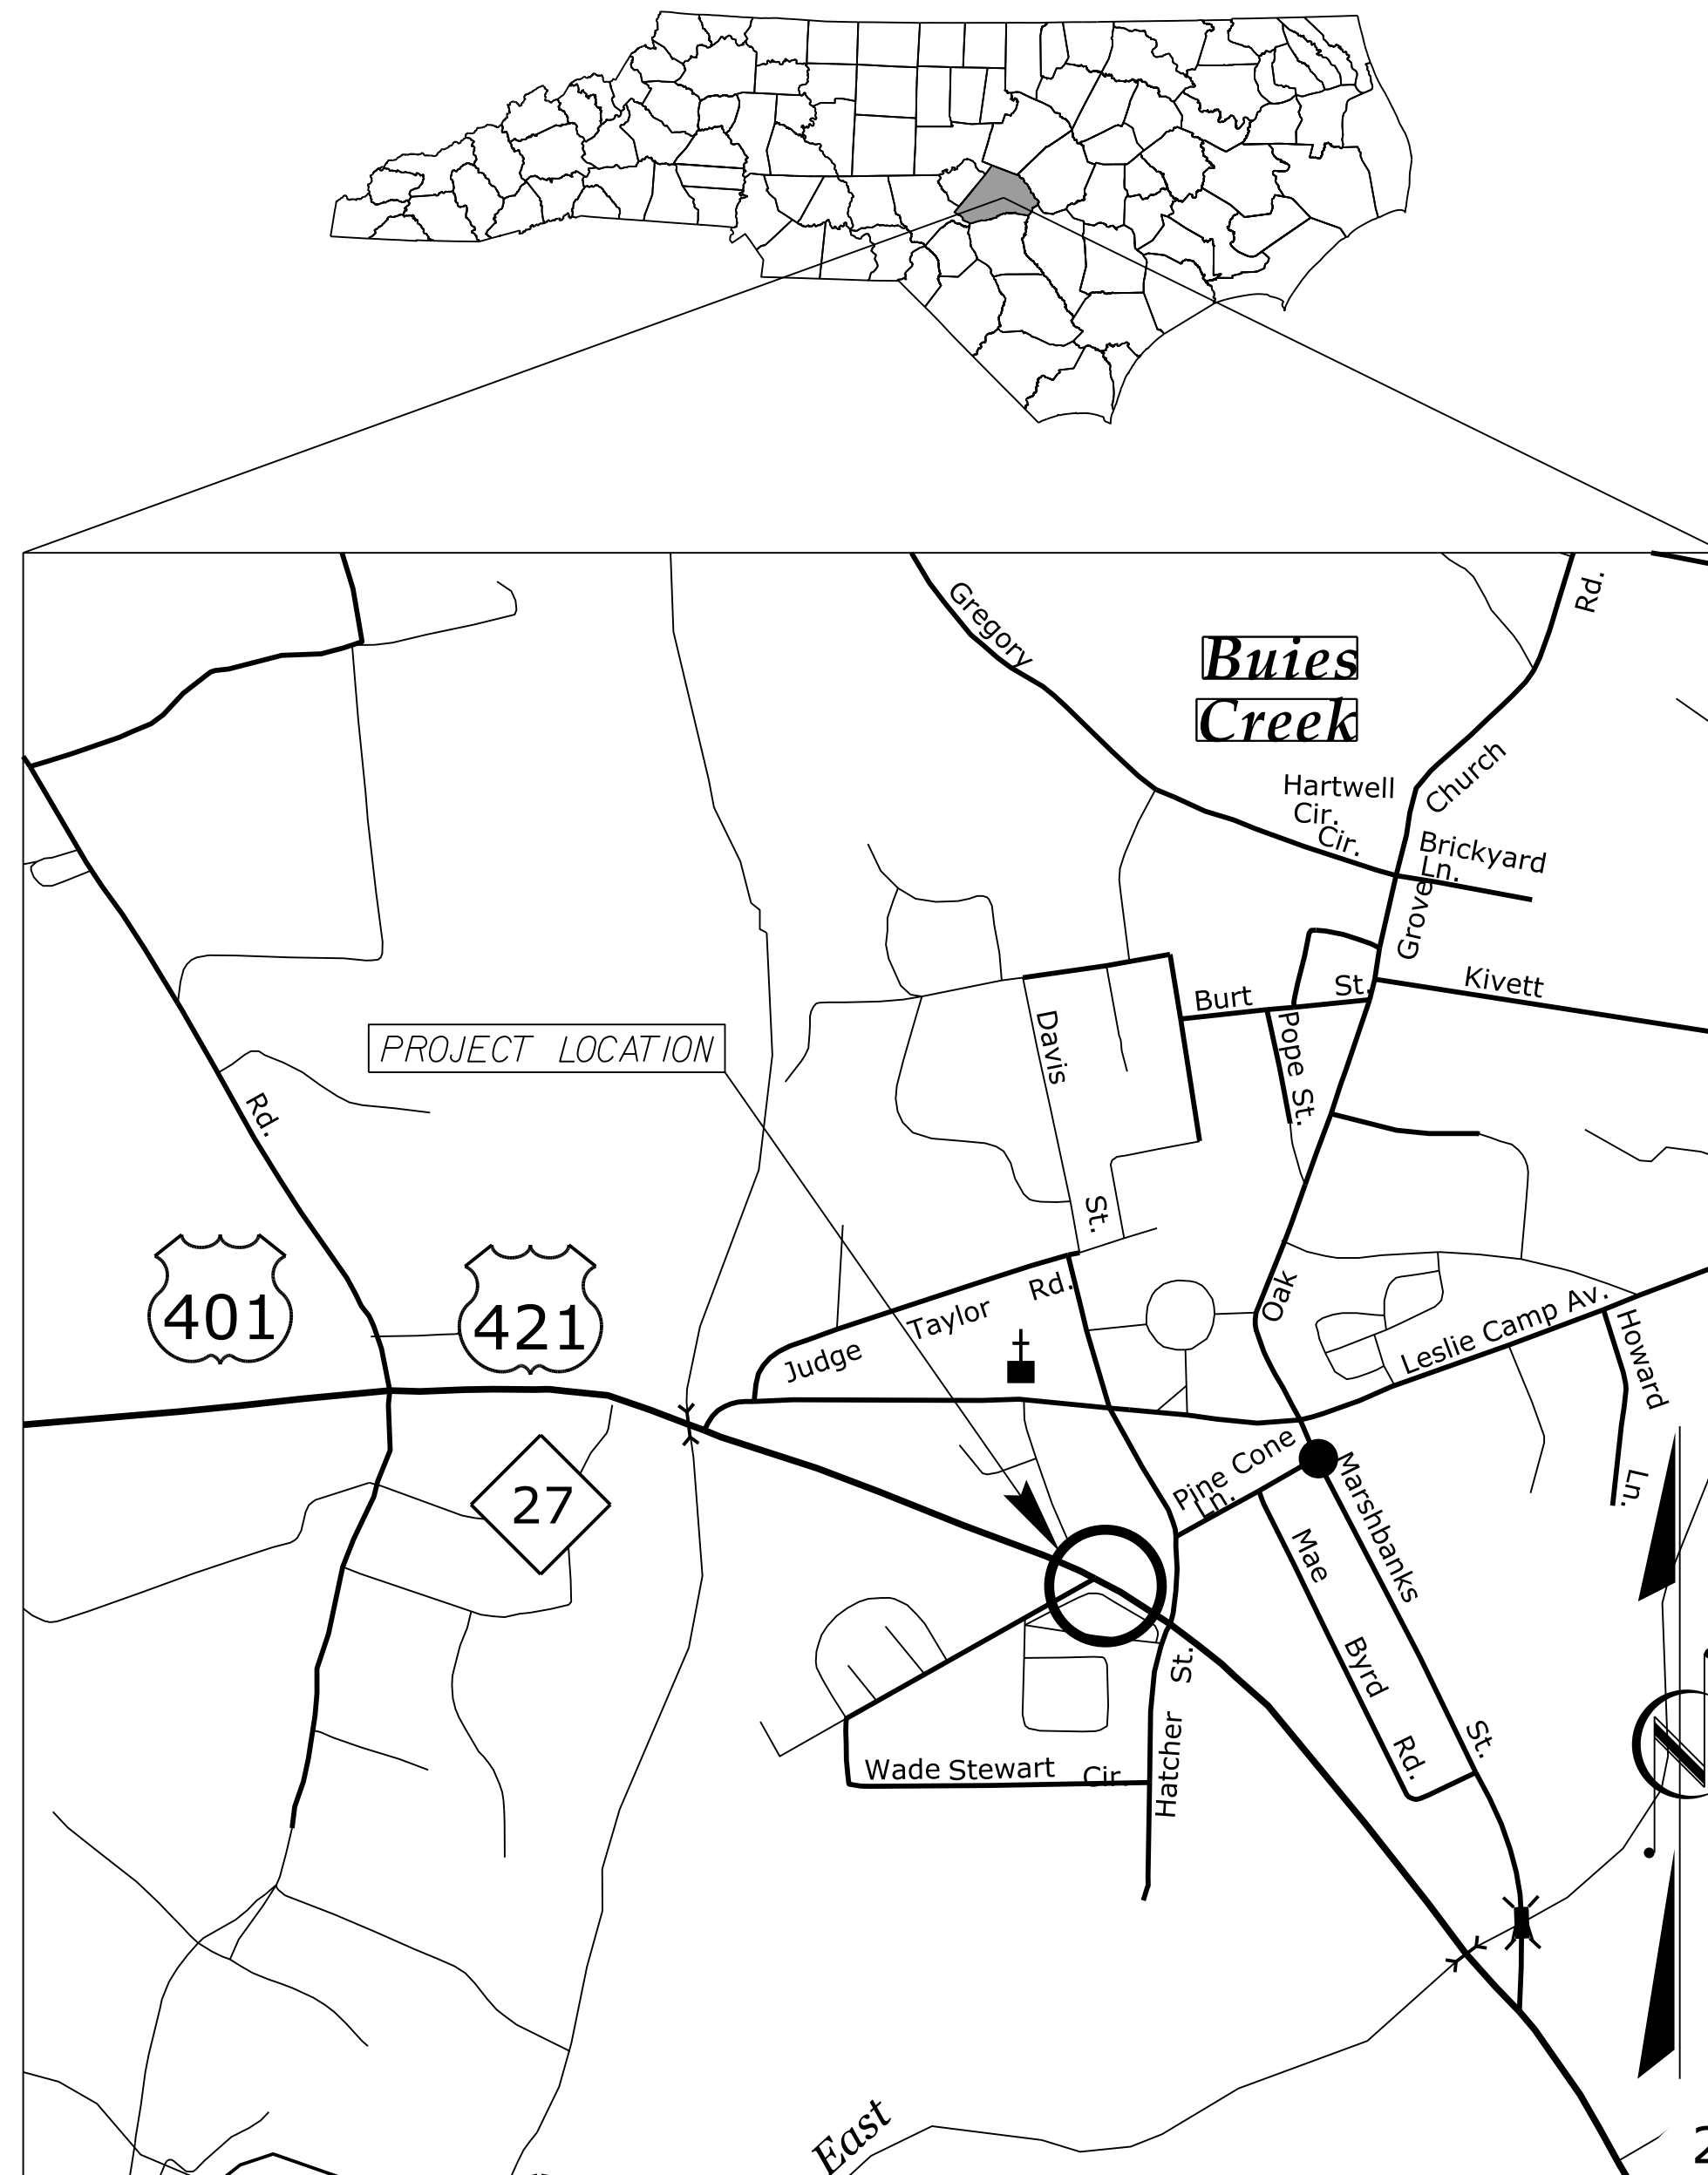 Gregory
Rd.
Buies
Creek
Church
Hartwell
Cir.
Cir.
Brickyard
Ln.
Grove
Kivett
Burt St.
PROJECT LOCATION
Davis
Pope St.
Rd.
St.
401
421
Oak
Judge Taylor Rd.
Leslie Camp Av.
Howard
Ln.
27
Pine Cone
Ln.
Marshbanks
St.
Mae Byrd Rd.
Hatcher St.
Wade Stewart Cir.
East
2